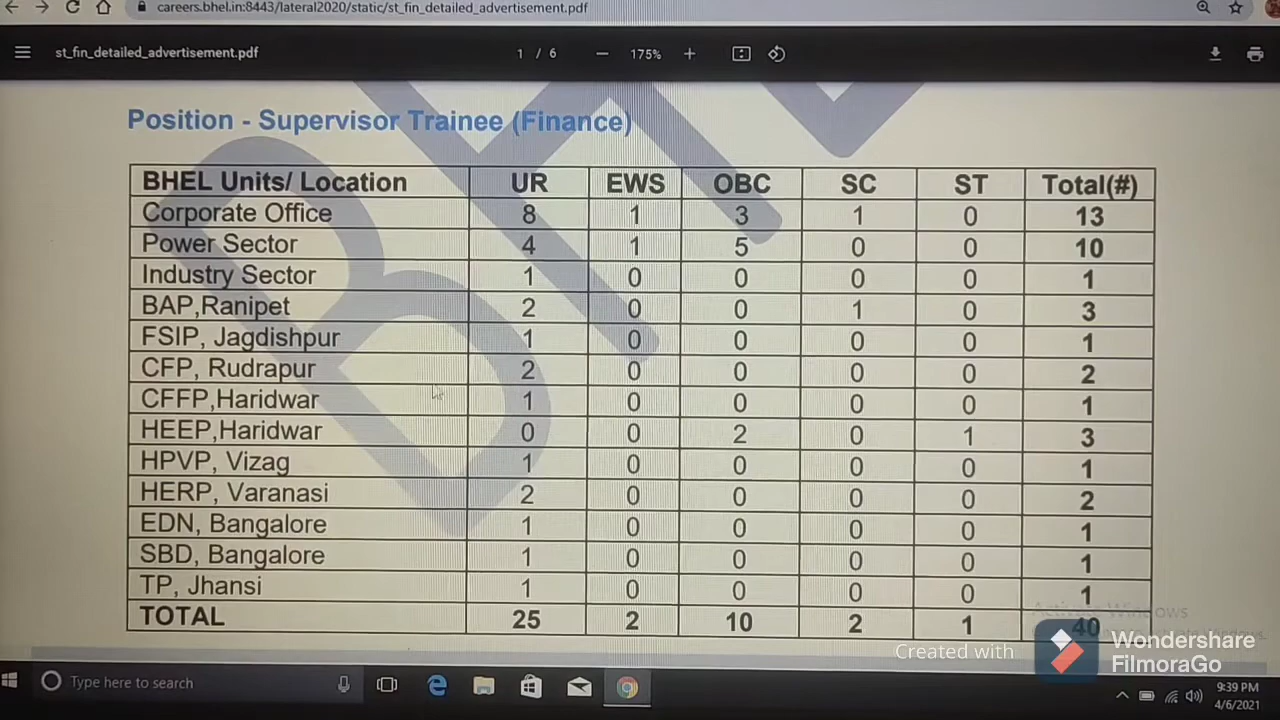 careers.bhel.in:8443/lateral2020/static/st_fin_detailed_advertisement.pdf
st_fin_detailed_advertisement.pdf 1 / 6 175%
Position - Supervisor Trainee (Finance)
BHEL Units/ Location UR EWS OBC SC ST Total(#)
Corporate Office 8 1 3 1 0 13
Power Sector 4 1 5 0 0 10
Industry Sector 1 0 0 0 0 1
BAP,Ranipet 2 0 0 1 0 3
FSIP, Jagdishpur 1 0 0 0 0 1
CFP, Rudrapur 2 0 0 0 0 2
CFFP,Haridwar 1 0 0 0 0 1
HEEP,Haridwar 0 0 2 0 1 3
HPVP, Vizag 1 0 0 0 0 1
HERP, Varanasi 2 0 0 0 0 2
EDN, Bangalore 1 0 0 0 0 1
SBD, Bangalore 1 0 0 0 0 1
TP, Jhansi 1 0 0 0 0 1
TOTAL 25 2 10 2 1 40
Activate Windows
Created with Wondershare
FilmoraGo
Type here to search
9:39 PM
4/6/2021